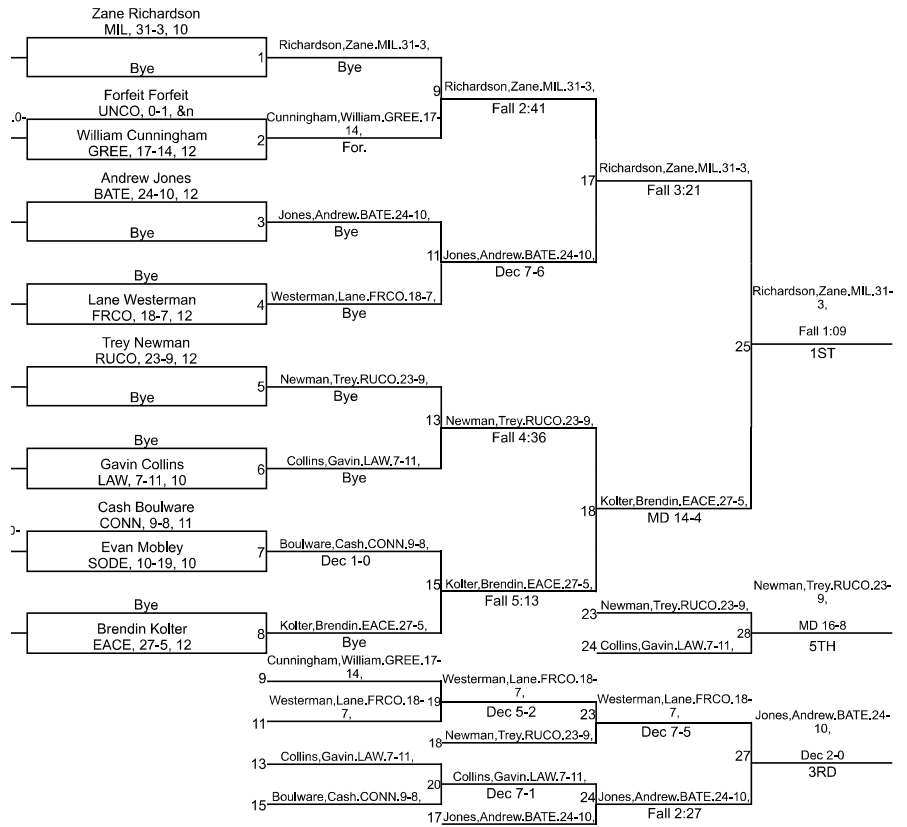 Zane Richardson
MIL, 31-3, 10
Bye
1
Richardson,Zane.MIL.31-3,
Bye
Forfeit Forfeit
UNCO, 0-1, &n
0-
William Cunningham
GREE, 17-14, 12
2
Cunningham,William.GREE.17-
14,
For.
9
Richardson,Zane.MIL.31-3,
Fall 2:41
Andrew Jones
BATE, 24-10, 12
Bye
3
Jones,Andrew.BATE.24-10,
Bye
Bye
Lane Westerman
FRCO, 18-7, 12
4
Westerman,Lane.FRCO.18-7,
Bye
11
Jones,Andrew.BATE.24-10,
Dec 7-6
17
Richardson,Zane.MIL.31-3,
Fall 3:21
Trey Newman
RUCO, 23-9, 12
Bye
5
Newman,Trey.RUCO.23-9,
Bye
Bye
Gavin Collins
LAW, 7-11, 10
6
Collins,Gavin.LAW.7-11,
Bye
13
Newman,Trey.RUCO.23-9,
Fall 4:36
Cash Boulware
CONN, 9-8, 11
0-
Evan Mobley
SODE, 10-19, 10
7
Boulware,Cash.CONN.9-8,
Dec 1-0
Bye
Brendin Kolter
EACE, 27-5, 12
8
Kolter,Brendin.EACE.27-5,
Bye
15
Kolter,Brendin.EACE.27-5,
Fall 5:13
18
Kolter,Brendin.EACE.27-5,
MD 14-4
25
Richardson,Zane.MIL.31-
3,
Fall 1:09
1ST
23
Newman,Trey.RUCO.23-9,
24
Collins,Gavin.LAW.7-11,
28
Newman,Trey.RUCO.23-
9,
MD 16-8
5TH
9
Cunningham,William.GREE.17-
14,
11
Westerman,Lane.FRCO.18-
7,
19
Westerman,Lane.FRCO.18-
7,
Dec 5-2
18
Newman,Trey.RUCO.23-9,
23
Westerman,Lane.FRCO.18-
7,
Dec 7-5
13
Collins,Gavin.LAW.7-11,
15
Boulware,Cash.CONN.9-8,
20
Collins,Gavin.LAW.7-11,
Dec 7-1
17
Jones,Andrew.BATE.24-10,
24
Jones,Andrew.BATE.24-10,
Fall 2:27
27
Jones,Andrew.BATE.24-
10,
Dec 2-0
3RD